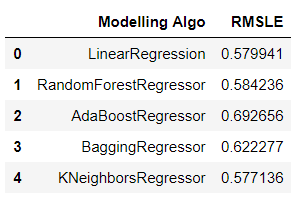 Modelling Algo RMSLE
0 LinearRegression 0.579941
1 RandomForestRegressor 0.584236
2 AdaBoostRegressor 0.692656
3 BaggingRegressor 0.622277
4 KNeighborsRegressor 0.577136